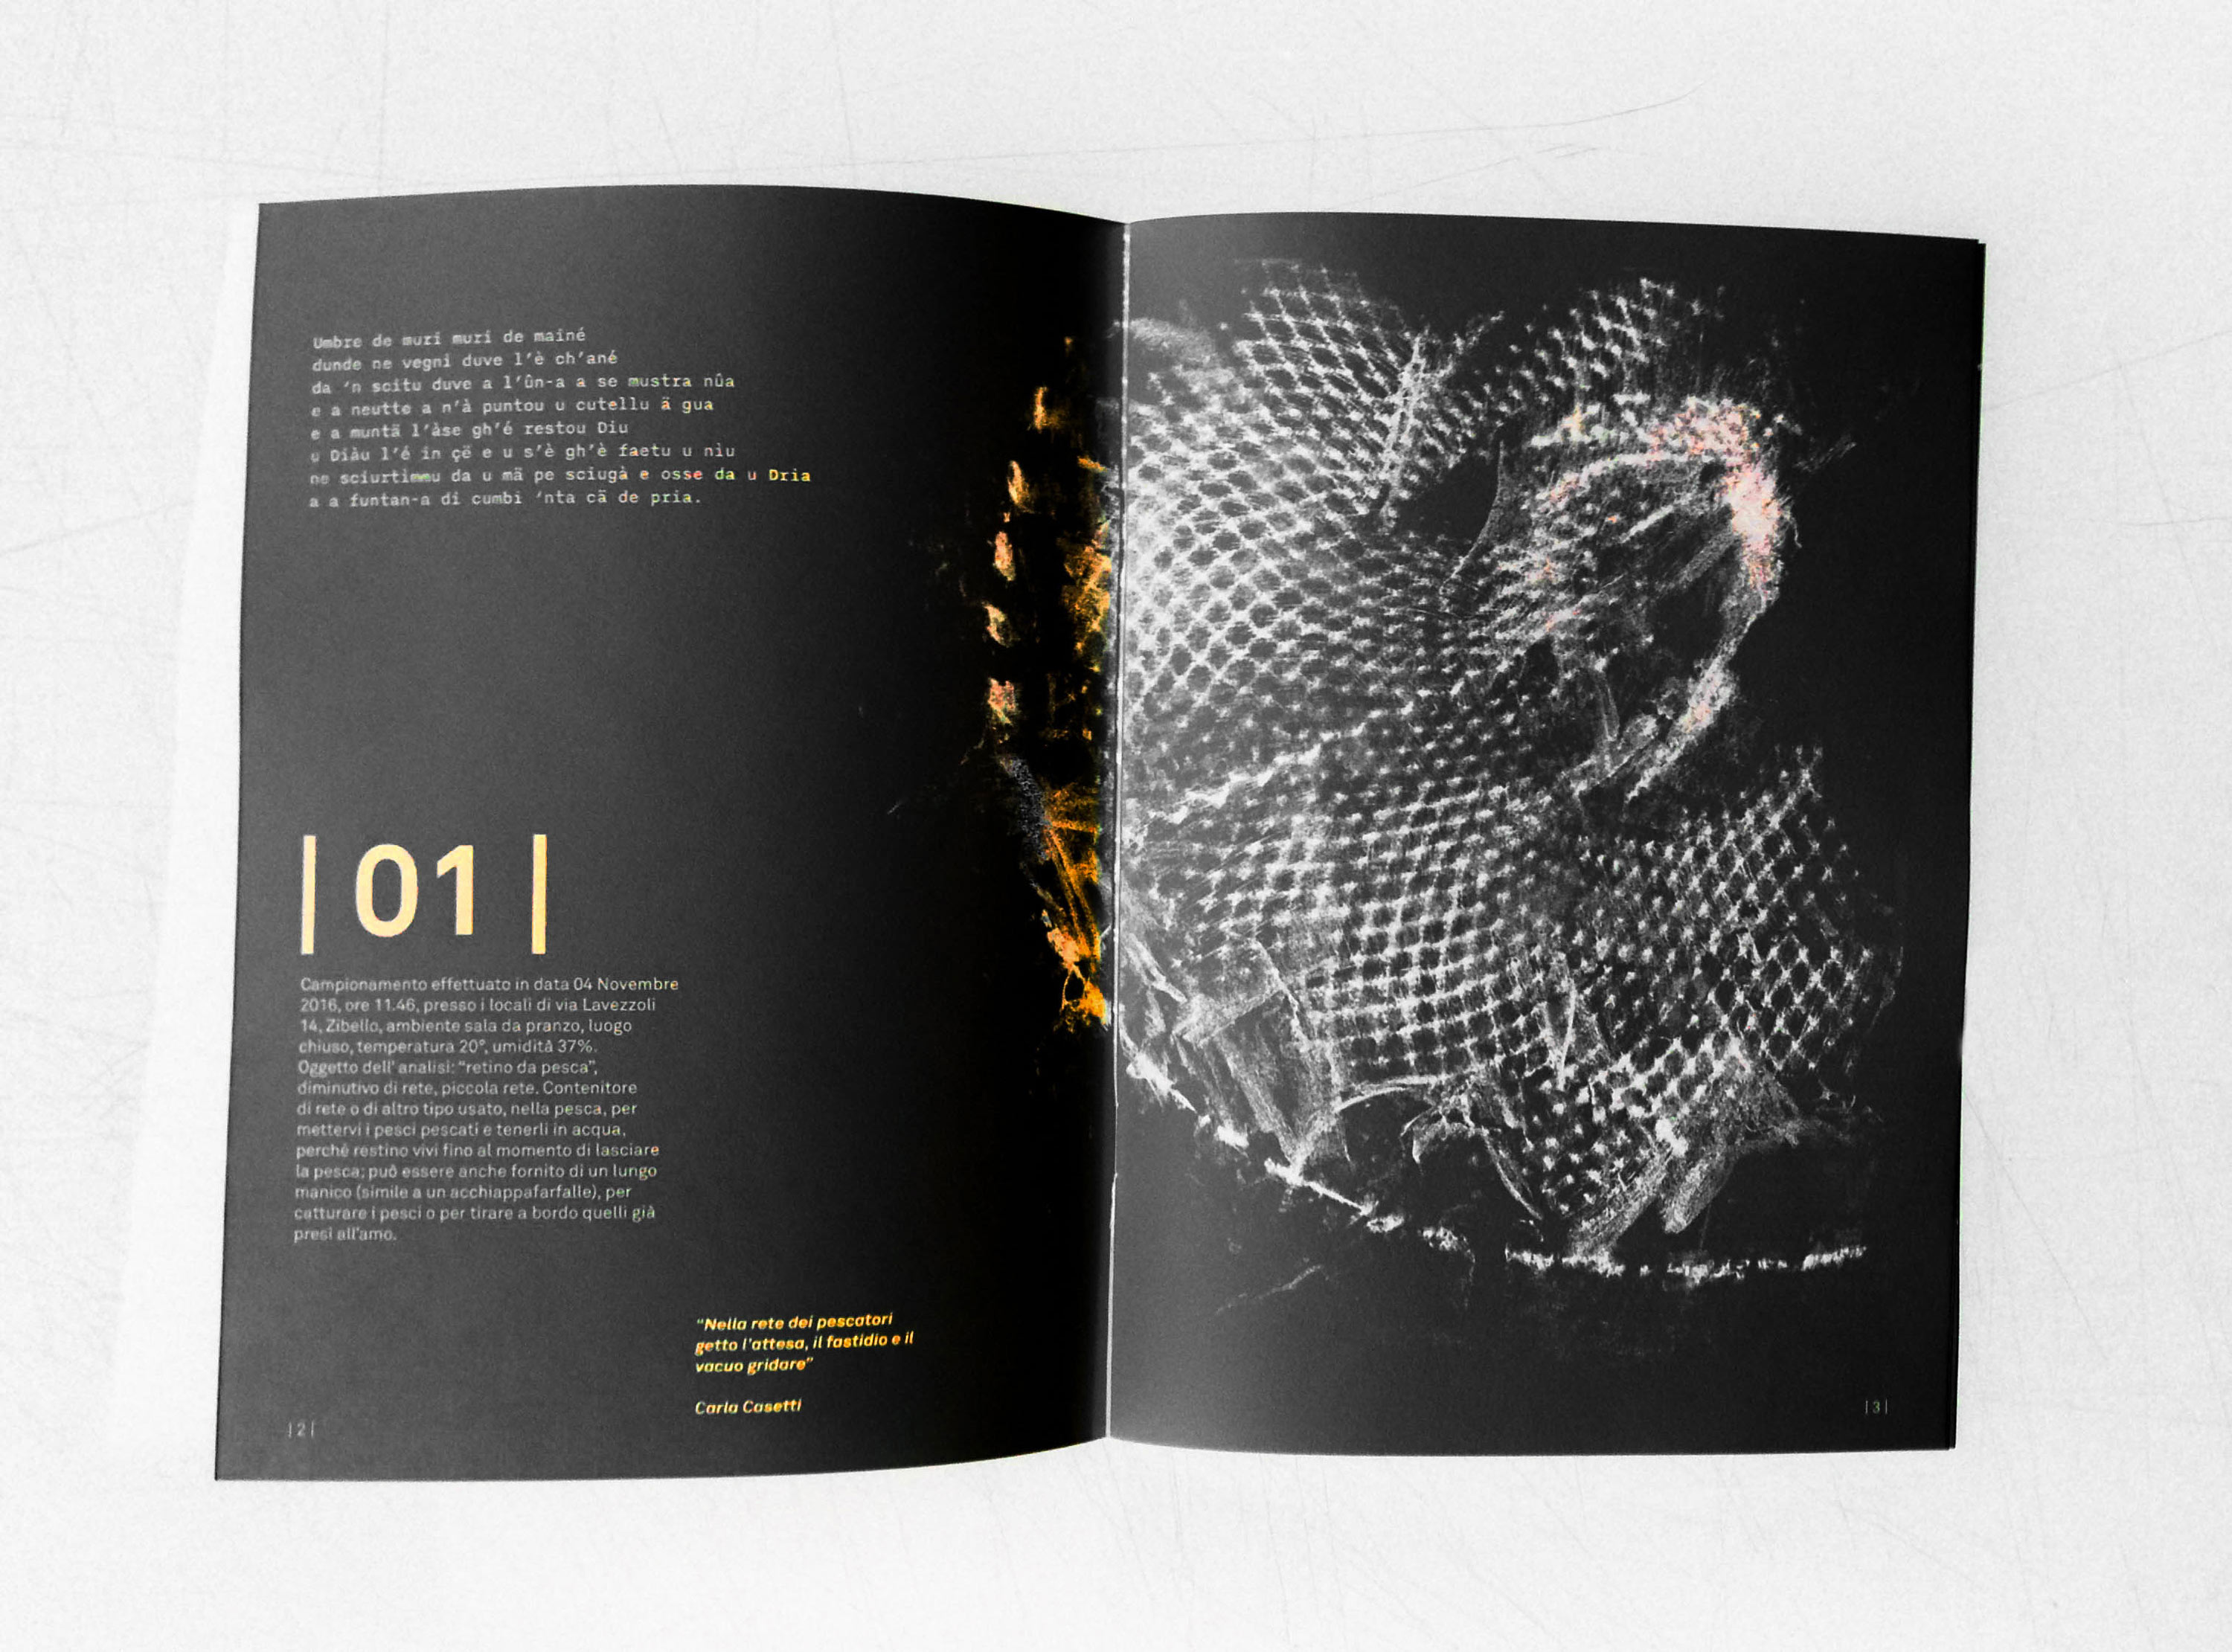 Umbre de muri muri de mainé
dunde ne vegni duve l'è ch'ané
da 'n scitu duve a l'ûn-a a se mustra nûa
e a neutte a n'à puntou u cutellu ä gua
e a muntä l'àse gh'é restou Diu
u Diàu l'é in çë e u s'è gh'è faetu u niu
ne sciurtimmu da u mä pe sciugà e osse da u Dria
a a funtan-a di cumbi 'nta cä de pria.
|01|
Campionamento effettuato in data 04 Novembre
2016, ore 11.46, presso i locali di via Lavezzoli
14, Zibello, ambiente sala da pranzo, luogo
chiuso, temperatura 20°, umidità 37%.
Oggetto dell' analisi: "retino da pesca",
diminutivo di rete, piccola rete. Contenitore
di rete o di altro tipo usato, nella pesca, per
mettervi i pesci pescati e tenerli in acqua,
perché restino vivi fino al momento di lasciare
la pesca; può essere anche fornito di un lungo
manico (simile a un acchiappafarfalle), per
catturare i pesci o per tirare a bordo quelli già
presi all'amo.
"Nella rete dei pescatori
getto l'attesa, il fastidio e il
vacuo gridare"
Carla Casetti
|2|
|3|